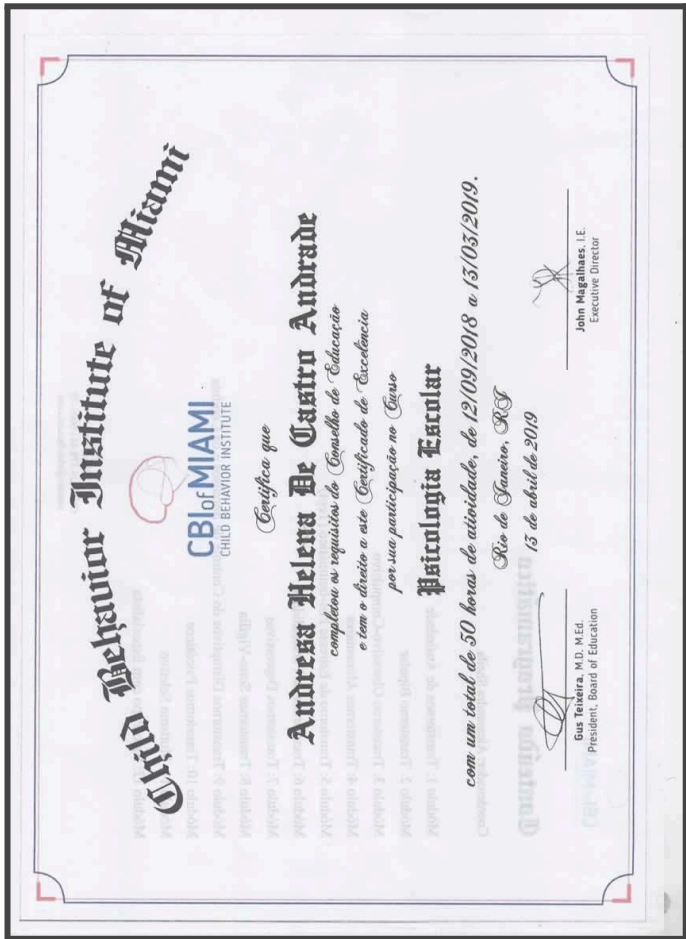 Child Behavior Institute of Miami
CBI of MIAMI
CHILD BEHAVIOR INSTITUTE
Certifica que
Andresa Helena De Castro Andrade
completou os requisitos do Conselho de Educação
e tem o direito a este Certificado de Excelência
por sua participação no Curso
Psicologia Escolar
com um total de 50 horas de atividade, de 12/09/2018 a 13/03/2019.
Rio de Janeiro, RJ
13 de abril de 2019
Gus Teixeira, M.D. M.Ed.
President, Board of Education
John Magalhaes, I.E.
Executive Director